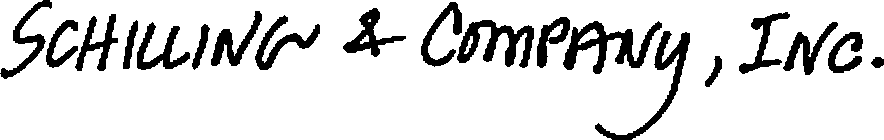 SCHILLING & COMPANY, INC.